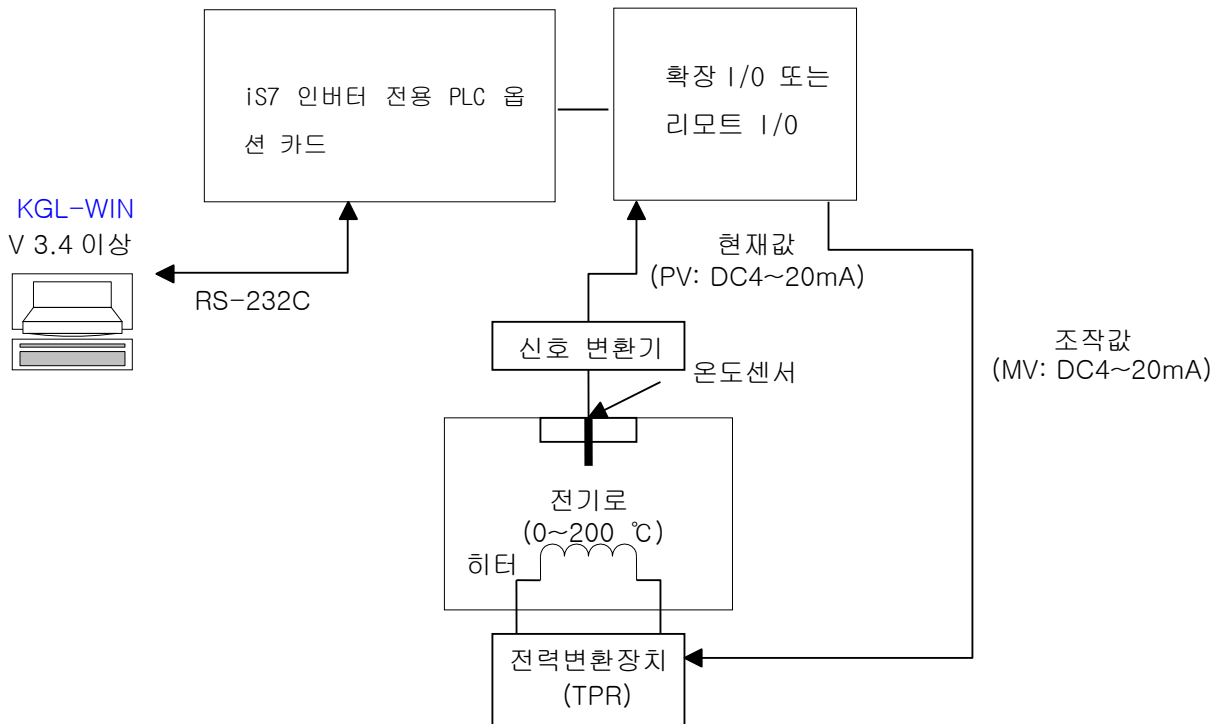 iS7 인버터 전용 PLC 옵
션 카드
확장 I/O 또는
리모트 I/O
KGL-WIN
V 3.4 이상
RS-232C
현재값
(PV: DC4~20mA)
신호 변환기
온도센서
조작값
(MV: DC4~20mA)
전기로
(0~200 ℃)
히터
전력변환장치
(TPR)